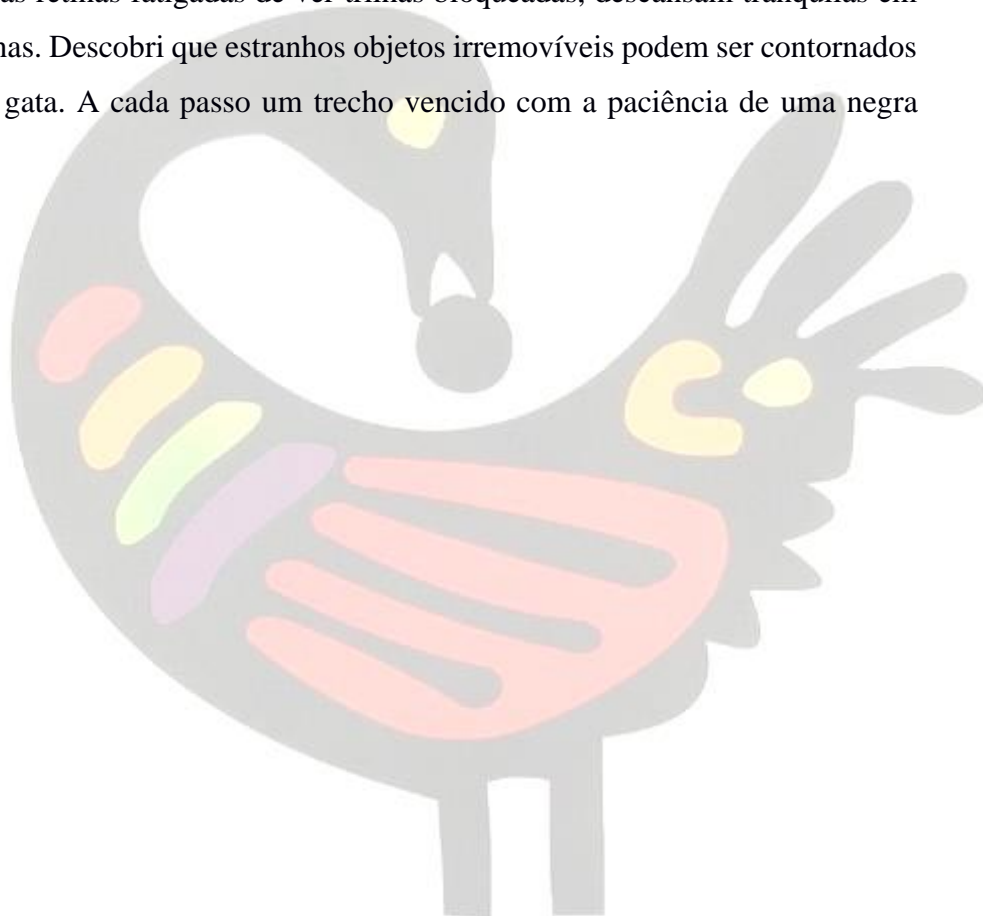 as retinas fatigadas de ver trilhas bloqueadas, descansam tranquilas em
nas. Descobri que estranhos objetos irremovíveis podem ser contornados
gata. A cada passo um trecho vencido com a paciência de uma negra